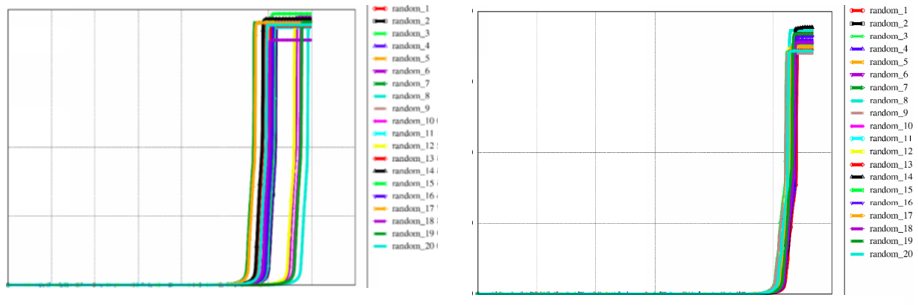 random_1
random_2
random_3
random_4
random_5
random_6
random_7
random_8
random_9
random_10
random_11
random_12
random_13
random_14
random_15
random_16
random_17
random_18
random_19
random_20
random_1
random_2
random_3
random_4
random_5
random_6
random_7
random_8
random_9
random_10
random_11
random_12
random_13
random_14
random_15
random_16
random_17
random_18
random_19
random_20